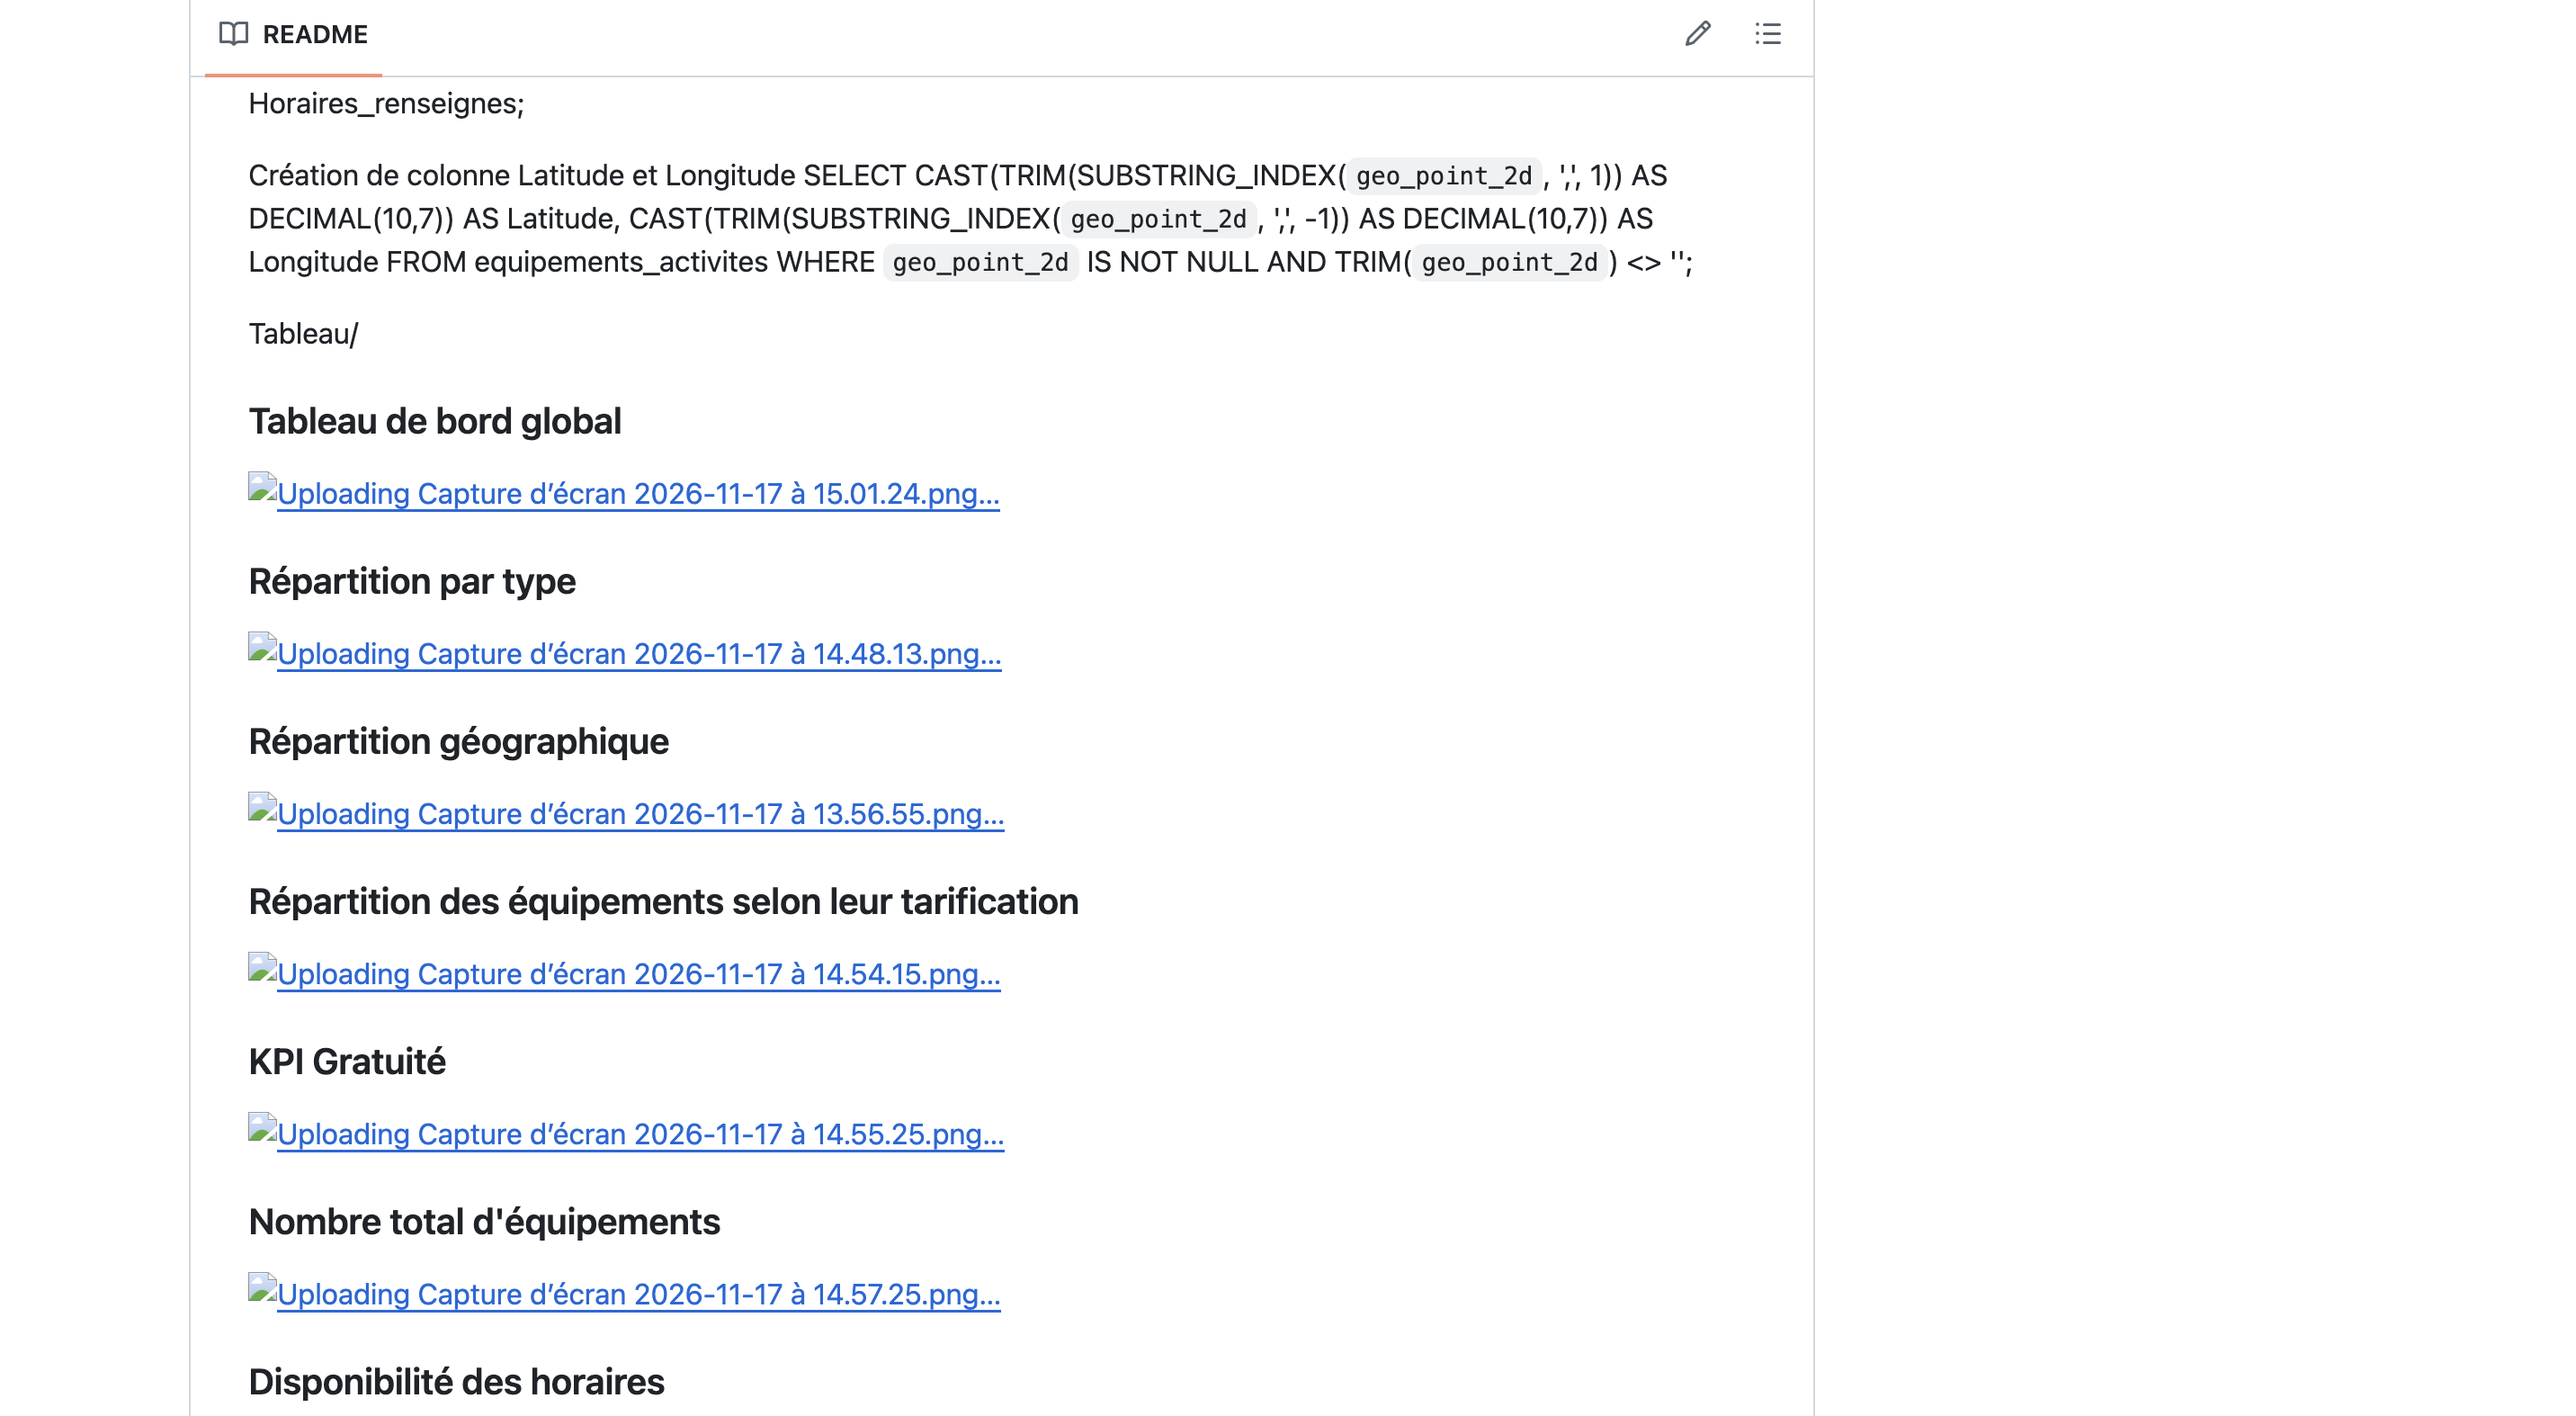 README
Horaires_renseignes;
Création de colonne Latitude et Longitude SELECT CAST(TRIM(SUBSTRING_INDEX(geo_point_2d, ',', 1)) AS
DECIMAL(10,7)) AS Latitude, CAST(TRIM(SUBSTRING_INDEX(geo_point_2d, ',', -1)) AS DECIMAL(10,7)) AS
Longitude FROM equipements_activites WHERE geo_point_2d IS NOT NULL AND TRIM(geo_point_2d) <> '';
Tableau/
Tableau de bord global
Uploading Capture d’écran 2026-11-17 à 15.01.24.png…
Répartition par type
Uploading Capture d’écran 2026-11-17 à 14.48.13.png…
Répartition géographique
Uploading Capture d’écran 2026-11-17 à 13.56.55.png…
Répartition des équipements selon leur tarification
Uploading Capture d’écran 2026-11-17 à 14.54.15.png…
KPI Gratuité
Uploading Capture d’écran 2026-11-17 à 14.55.25.png…
Nombre total d'équipements
Uploading Capture d’écran 2026-11-17 à 14.57.25.png…
Disponibilité des horaires